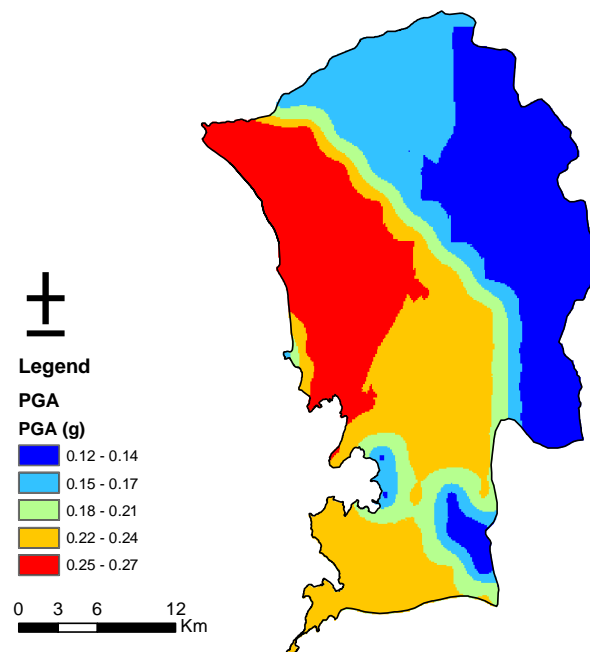 Legend
PGA
PGA (g)
0.12 - 0.14
0.15 - 0.17
0.18 - 0.21
0.22 - 0.24
0.25 - 0.27
0 3 6 12
Km